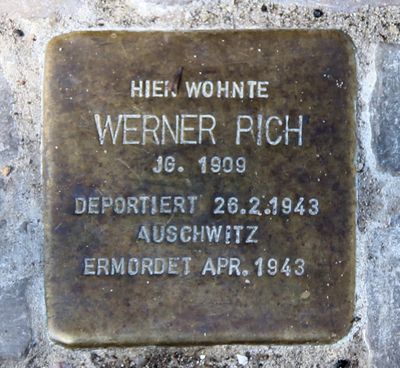 HIER WOHNTE
WERNER PICH
JG. 1909
DEPORTIERT 26.2.1943
AUSCHWITZ
ERMORDET APR. 1943